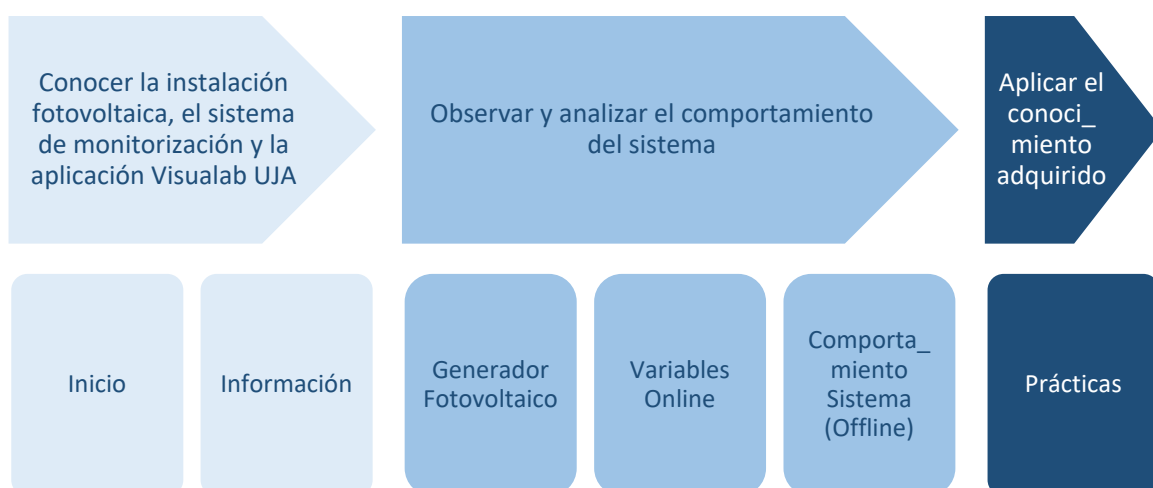 Conocer la instalación
fotovoltaica, el sistema
de monitorización y la
aplicación Visualab UJA
Observar y analizar el comportamiento
del sistema
Aplicar el
conoci_
miento
adquirido
Inicio
Información
Generador
Fotovoltaico
Variables
Online
Comporta_
miento
Sistema
(Offline)
Prácticas